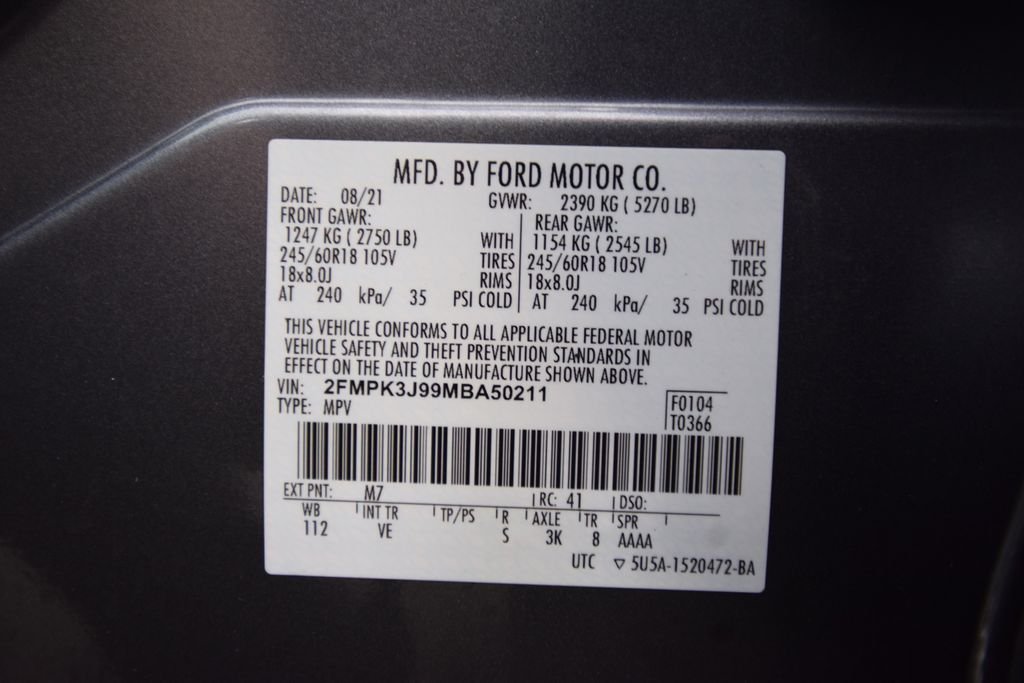 MFD. BY FORD MOTOR CO.
DATE: 08/21 GVWR: 2390 KG ( 5270 LB)
FRONT GAWR: REAR GAWR:
1247 KG ( 2750 LB) WITH 1154 KG ( 2545 LB) WITH
245/60R18 105V TIRES 245/60R18 105V TIRES
18x8.0J RIMS 18x8.0J RIMS
AT 240 kPa/ 35 PSI COLD AT 240 kPa/ 35 PSI COLD
THIS VEHICLE CONFORMS TO ALL APPLICABLE FEDERAL MOTOR
VEHICLE SAFETY AND THEFT PREVENTION STANDARDS IN
EFFECT ON THE DATE OF MANUFACTURE SHOWN ABOVE.
VIN: 2FMPK3J99MBA50211
TYPE: MPV
F0104
T0366
EXT PNT: M7 RC: 41 DSO:
WB INT TR TP/PS R AXLE TR SPR
112 VE S 3K 8 AAAA
UTC ▽ 5U5A-1520472-BA